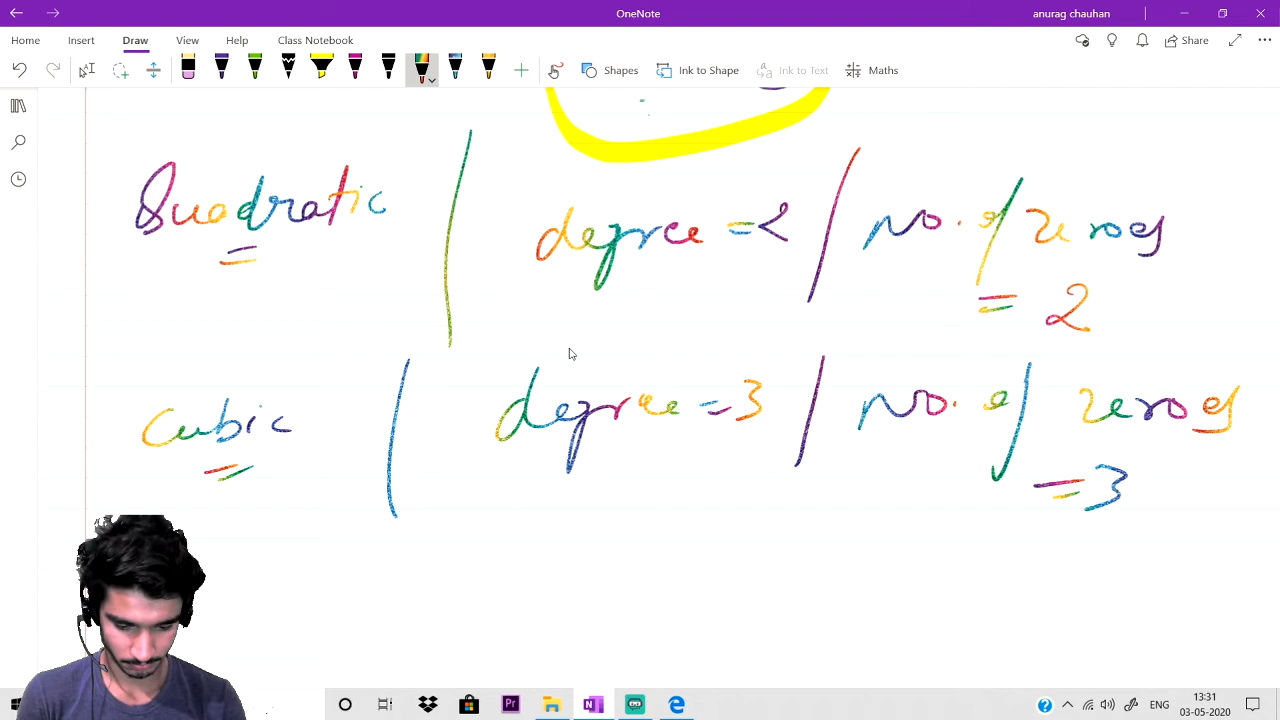 OneNote
anurag chauhan
Home Insert Draw View Help Class Notebook
Share
Shapes Ink to Shape Ink to Text Maths
Quadratic degree = 2 No. of zeroes
= 2
cubic degree = 3 No. of zeroes
= 3
Pr N ? ENG 13:31
03-05-2020